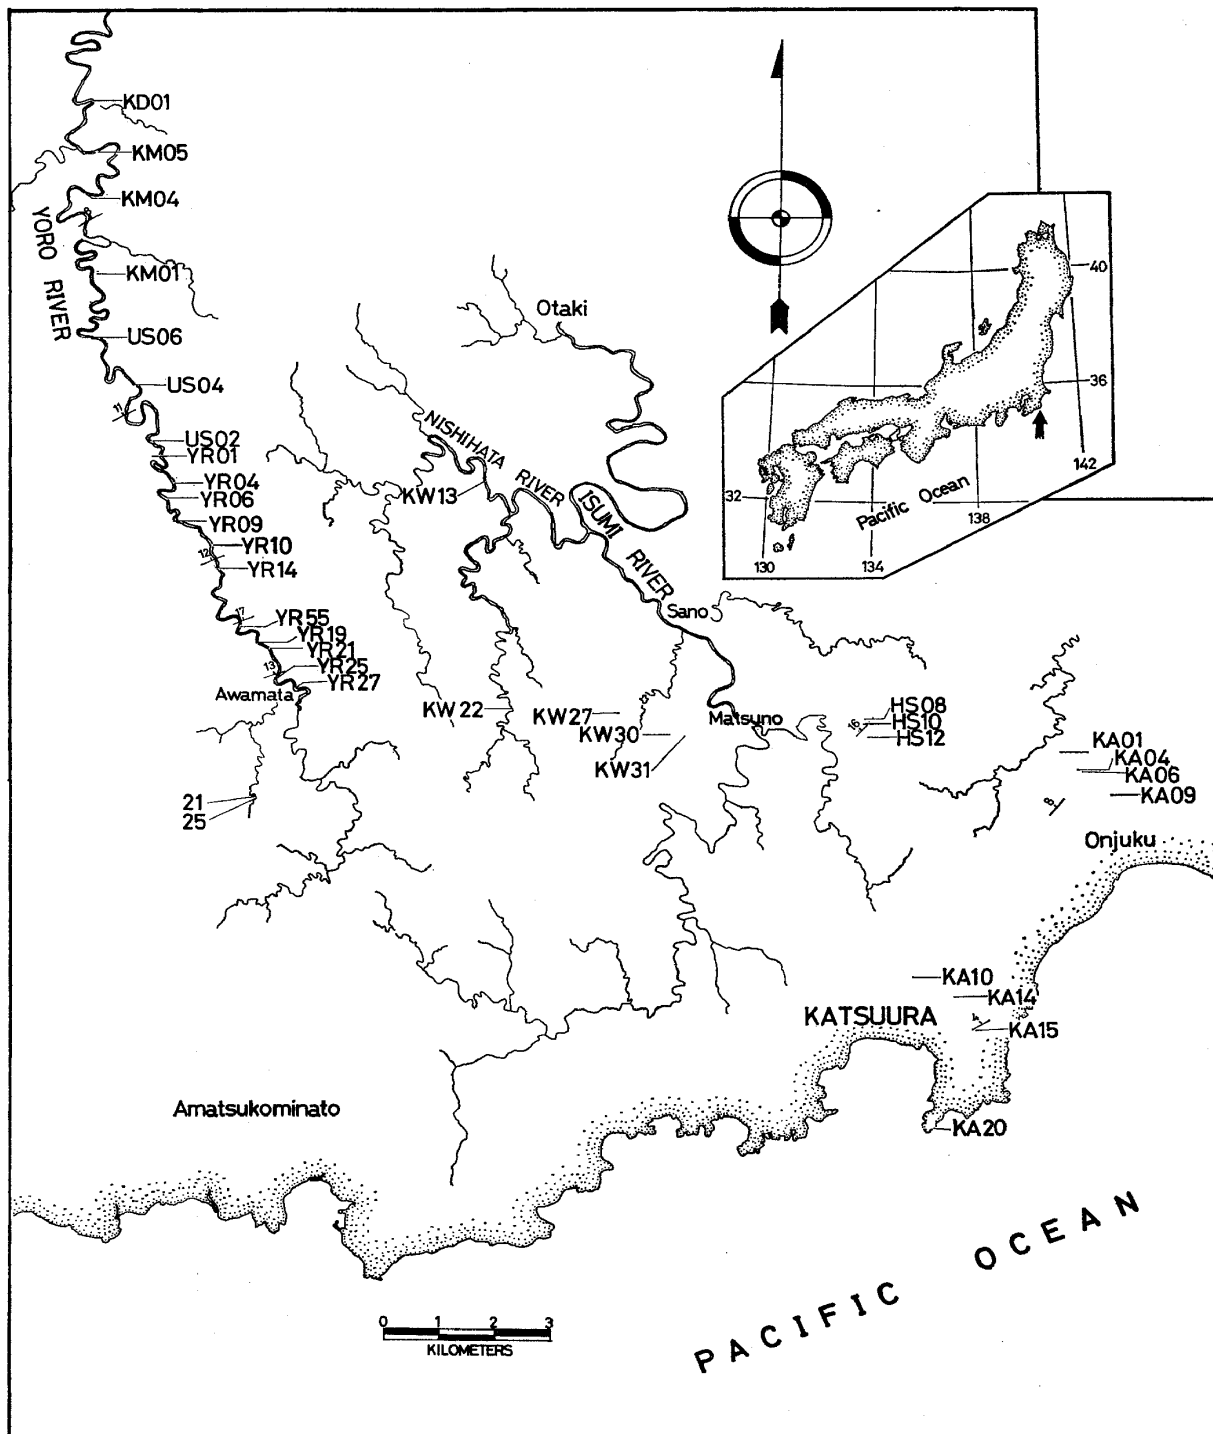 KD01
KM05
KM04
YORO RIVER
KM01
US06
US04
11
US02
YR01
YR04
YR06
YR09
YR10
12
YR14
YR55
YR19
YR21
13
YR25
YR27
Awamata
21
25
Otaki
NISHIHATA RIVER
KW13
ISUMI RIVER
Sano
KW22
KW27
KW30
KW31
Matsuno
16
HS08
HS10
HS12
KA01
KA04
KA06
KA09
8
Onjuku
KA10
KA14
KATSUURA
4
KA15
KA20
Amatsukominato
40
36
142
32
Pacific Ocean
138
134
130
0 1 2 3
KILOMETERS
PACIFIC OCEAN